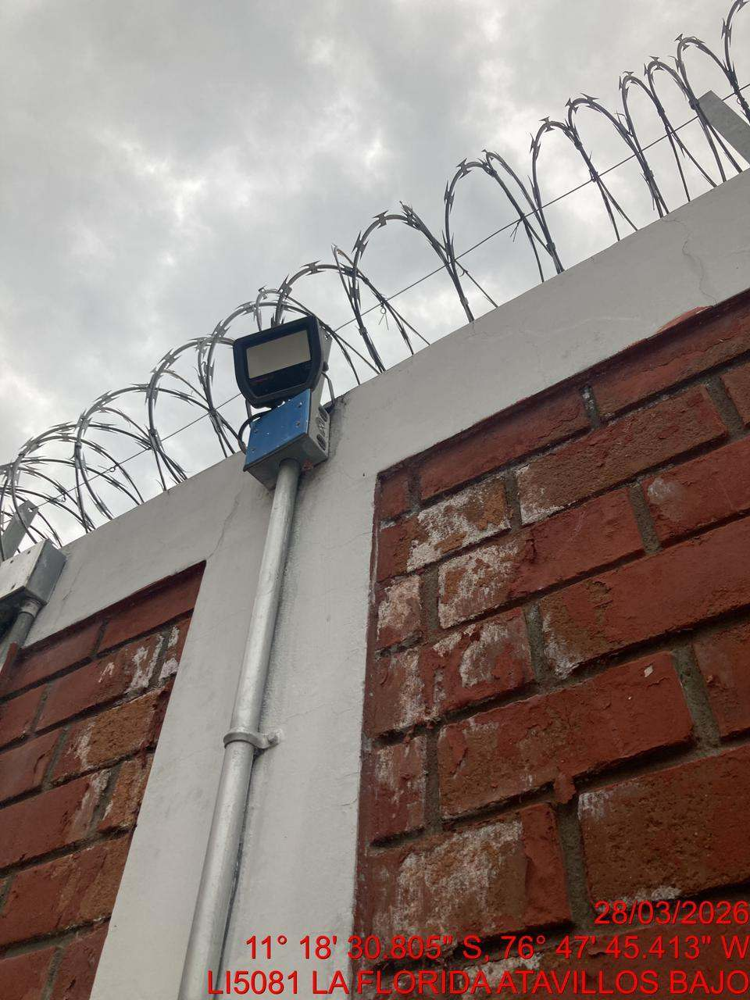 28/03/2026
11° 18' 30.805" S, 76° 47' 45.413" W
LI5081 LA FLORIDA ATAVILLOS BAJO